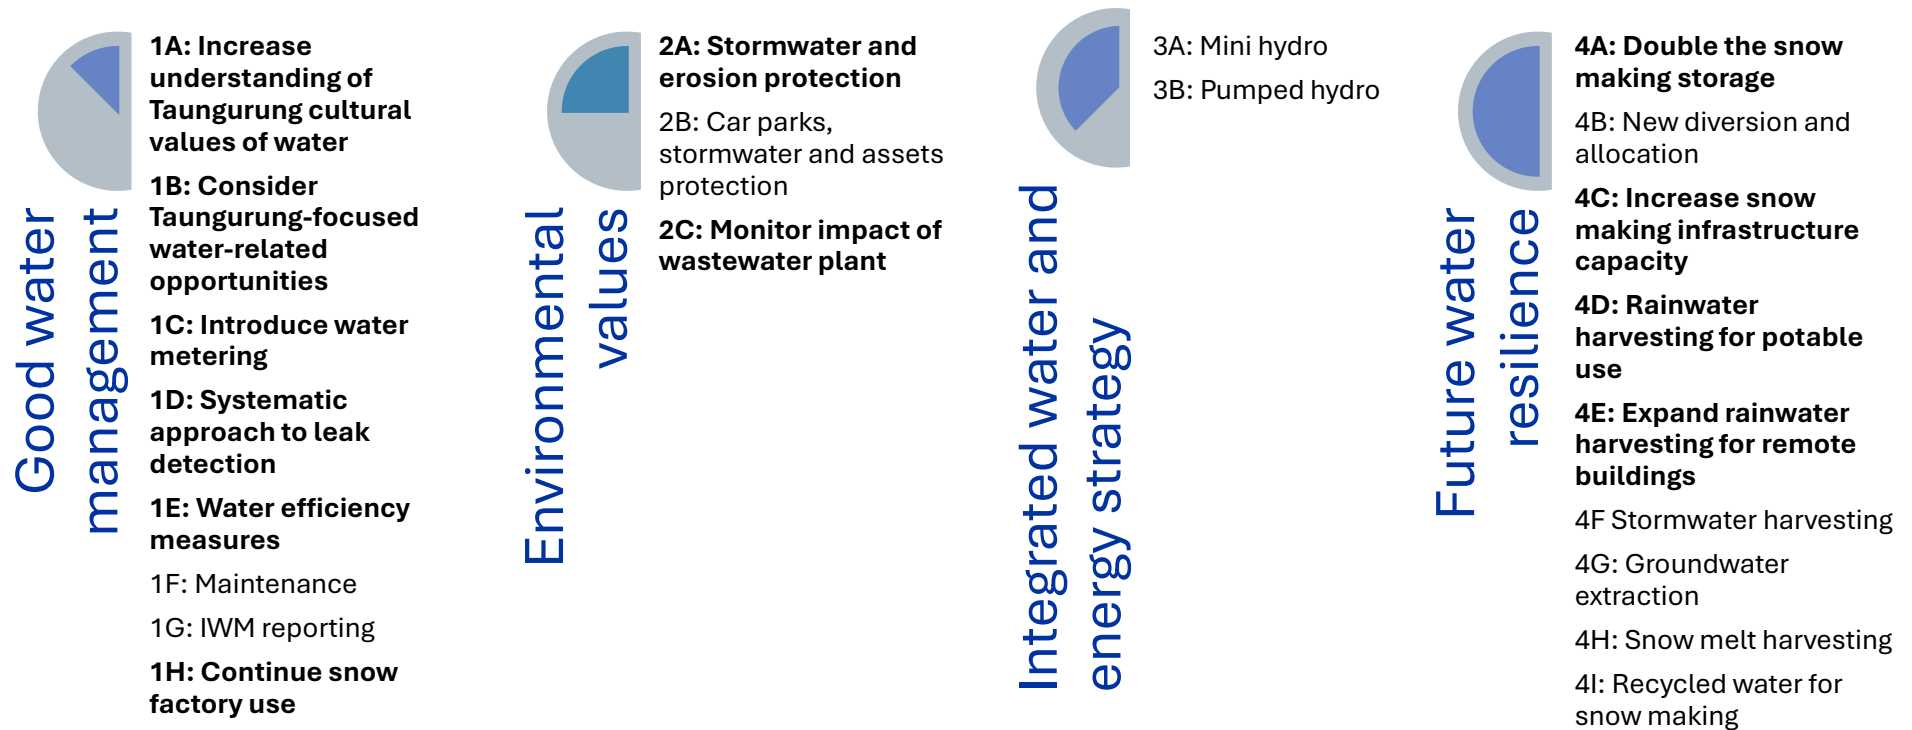 Good water
management
1A: Increase
understanding of
Taungurung cultural
values of water
1B: Consider
Taungurung-focused
water-related
opportunities
1C: Introduce water
metering
1D: Systematic
approach to leak
detection
1E: Water efficiency
measures
1F: Maintenance
1G: IWM reporting
1H: Continue snow
factory use
Environmental
values
2A: Stormwater and
erosion protection
2B: Car parks,
stormwater and assets
protection
2C: Monitor impact of
wastewater plant
Integrated water and
energy strategy
3A: Mini hydro
3B: Pumped hydro
Future water
resilience
4A: Double the snow
making storage
4B: New diversion and
allocation
4C: Increase snow
making infrastructure
capacity
4D: Rainwater
harvesting for potable
use
4E: Expand rainwater
harvesting for remote
buildings
4F Stormwater harvesting
4G: Groundwater
extraction
4H: Snow melt harvesting
4I: Recycled water for
snow making